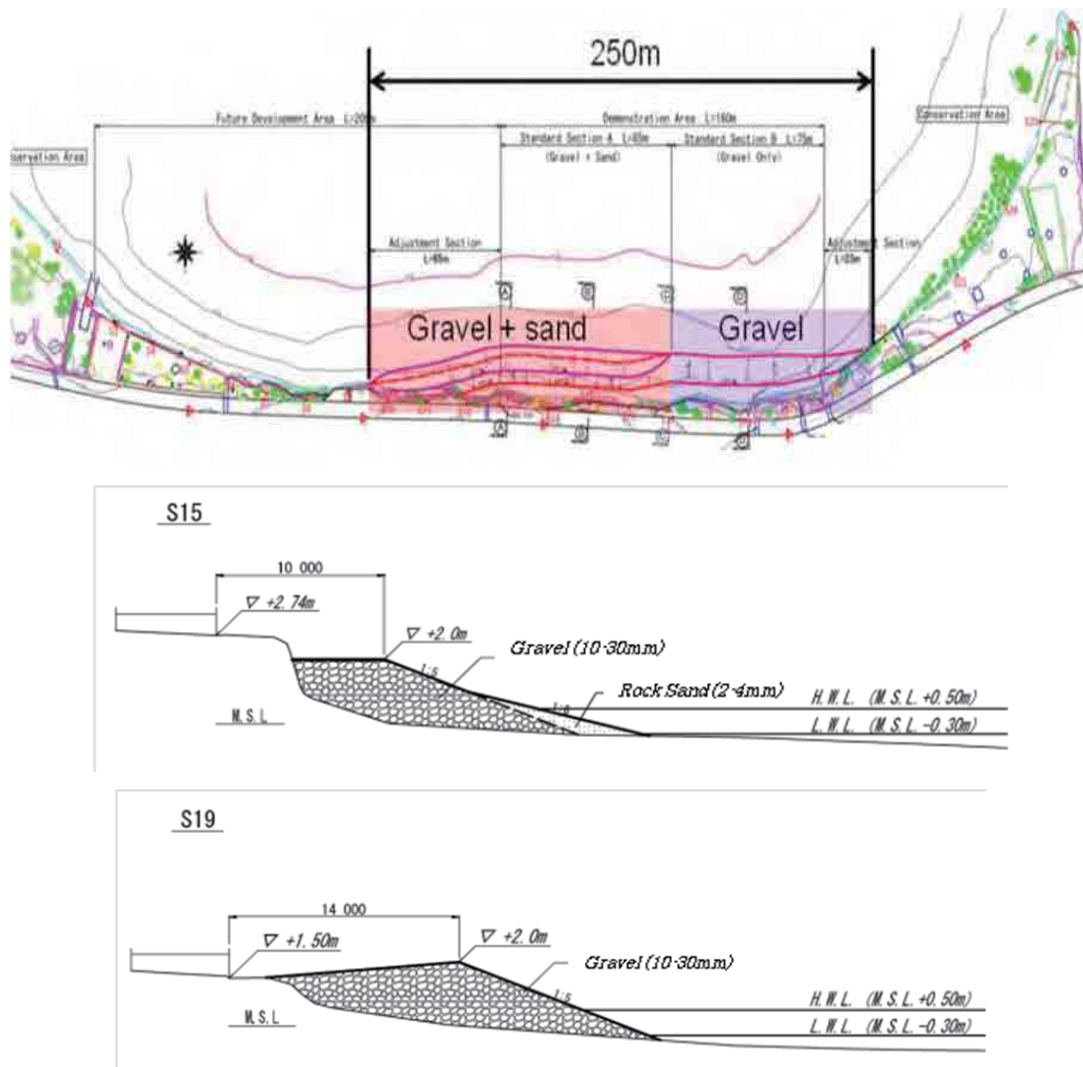 250m
Future Development Area
Demonstration Area L=160m
Conservation Area
Standard Section A
Standard Section B L=75m
servation Area
(Gravel + Sand)
(Gravel Only)
Adjustment Section
Adjustment Section
Gravel + sand
Gravel
S15
10 000
▽ +2.74m
▽ +2.0m
Gravel (10-30mm)
Rock Sand (2-4mm)
H.W.L. (M.S.L. +0.50m)
M.S.L
L.W.L. (M.S.L. -0.30m)
S19
14 000
▽ +1.50m
▽ +2.0m
Gravel (10-30mm)
H.W.L. (M.S.L. +0.50m)
M.S.L
L.W.L. (M.S.L. -0.30m)